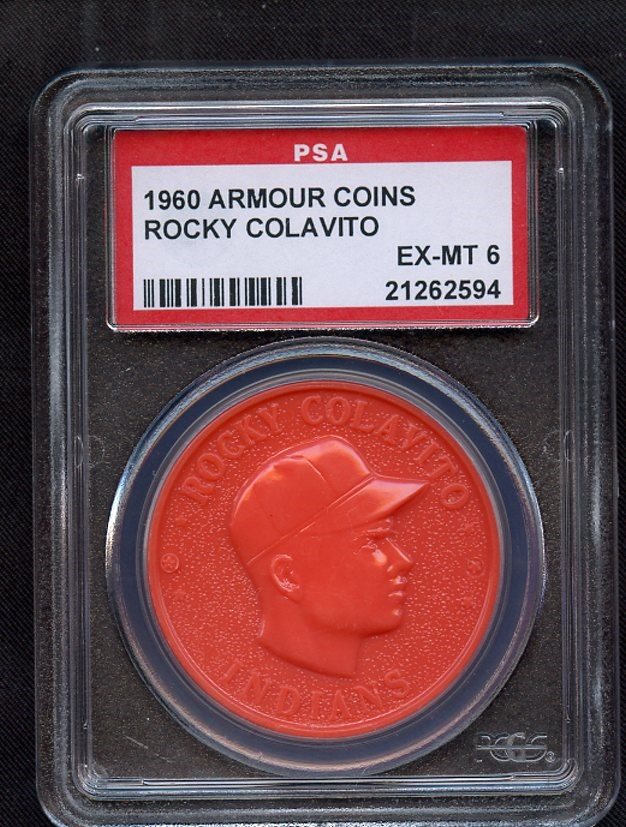 PSA
1960 ARMOUR COINS
ROCKY COLAVITO
EX-MT 6
21262594
ROCKY COLAVITO
INDIANS
PCGS®